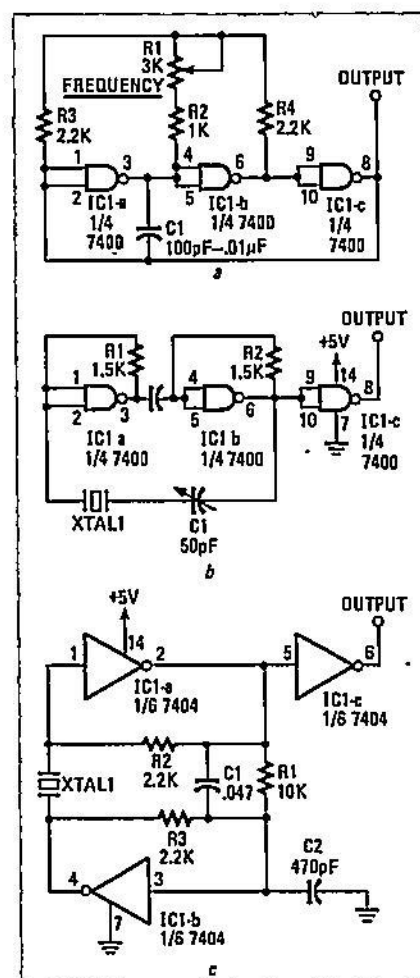 R1
3K
OUTPUT
FREQUENCY
R3
2.2K
R2
1K
R4
2.2K
1
2
3
4
5
6
9
10
8
IC1-a
1/4
7400
C1
100pF–.01µF
IC1-b
1/4 7400
IC1-c
1/4
7400
a
OUTPUT
R1
1.5K
R2
1.5K
+5V
14
1
2
3
4
5
6
9
10
8
7
IC1 a
1/4 7400
IC1 b
1/4 7400
IC1-c
1/4
7400
XTAL1
C1
50pF
b
OUTPUT
+5V
1
14
2
5
6
IC1-a
1/6 7404
IC1-c
1/6 7404
XTAL1
R2
2.2K
C1
.047
R1
10K
R3
2.2K
C2
470pF
4
3
7
IC1-b
1/6 7404
c